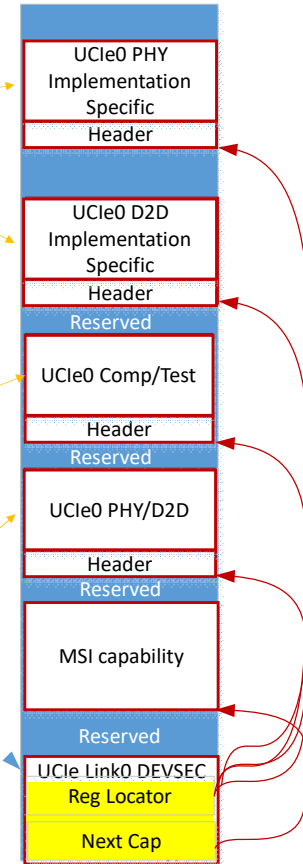 UCIe0 PHY
Implementation
Specific
Header
UCIe0 D2D
Implementation
Specific
Header
Reserved
UCIe0 Comp/Test
Header
Reserved
UCIe0 PHY/D2D
Header
Reserved
MSI capability
Reserved
UCIe Link0 DEVSEC
Reg Locator
Next Cap